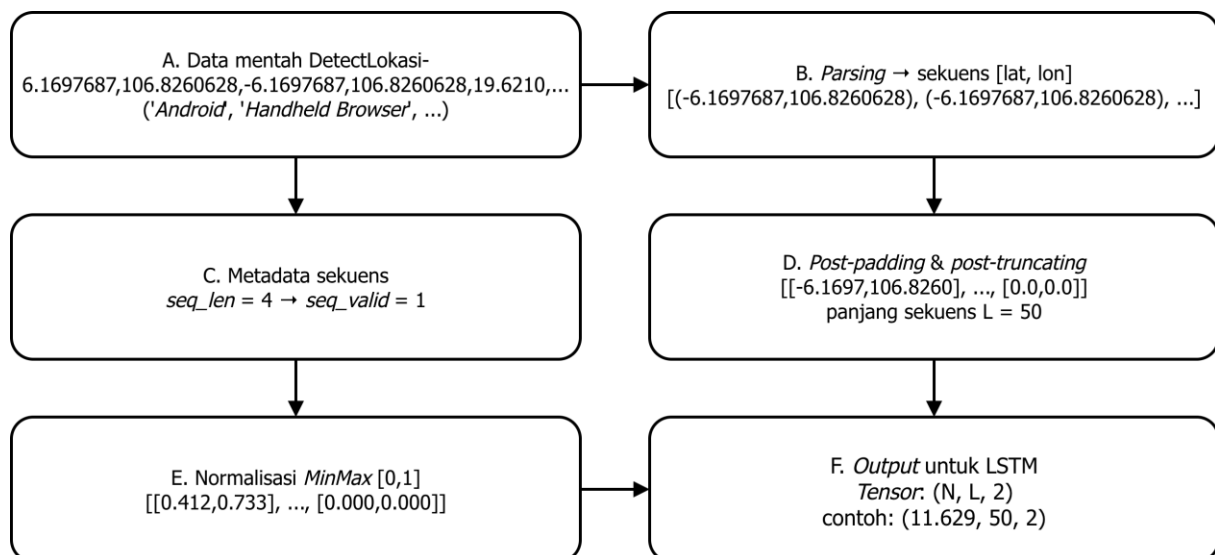 A. Data mentah DetectLokasi-
6.1697687,106.8260628,-6.1697687,106.8260628,19.6210,...
('Android', 'Handheld Browser', ...)
B. Parsing → sekuens [lat, lon]
[(-6.1697687,106.8260628), (-6.1697687,106.8260628), ...]
C. Metadata sekuens
seq_len = 4 → seq_valid = 1
D. Post-padding & post-truncating
[[-6.1697,106.8260], ..., [0.0,0.0]]
panjang sekuens L = 50
E. Normalisasi MinMax [0,1]
[[0.412,0.733], ..., [0.000,0.000]]
F. Output untuk LSTM
Tensor: (N, L, 2)
contoh: (11.629, 50, 2)